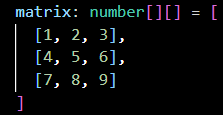 matrix: number[][] = [
[1, 2, 3],
[4, 5, 6],
[7, 8, 9]
]